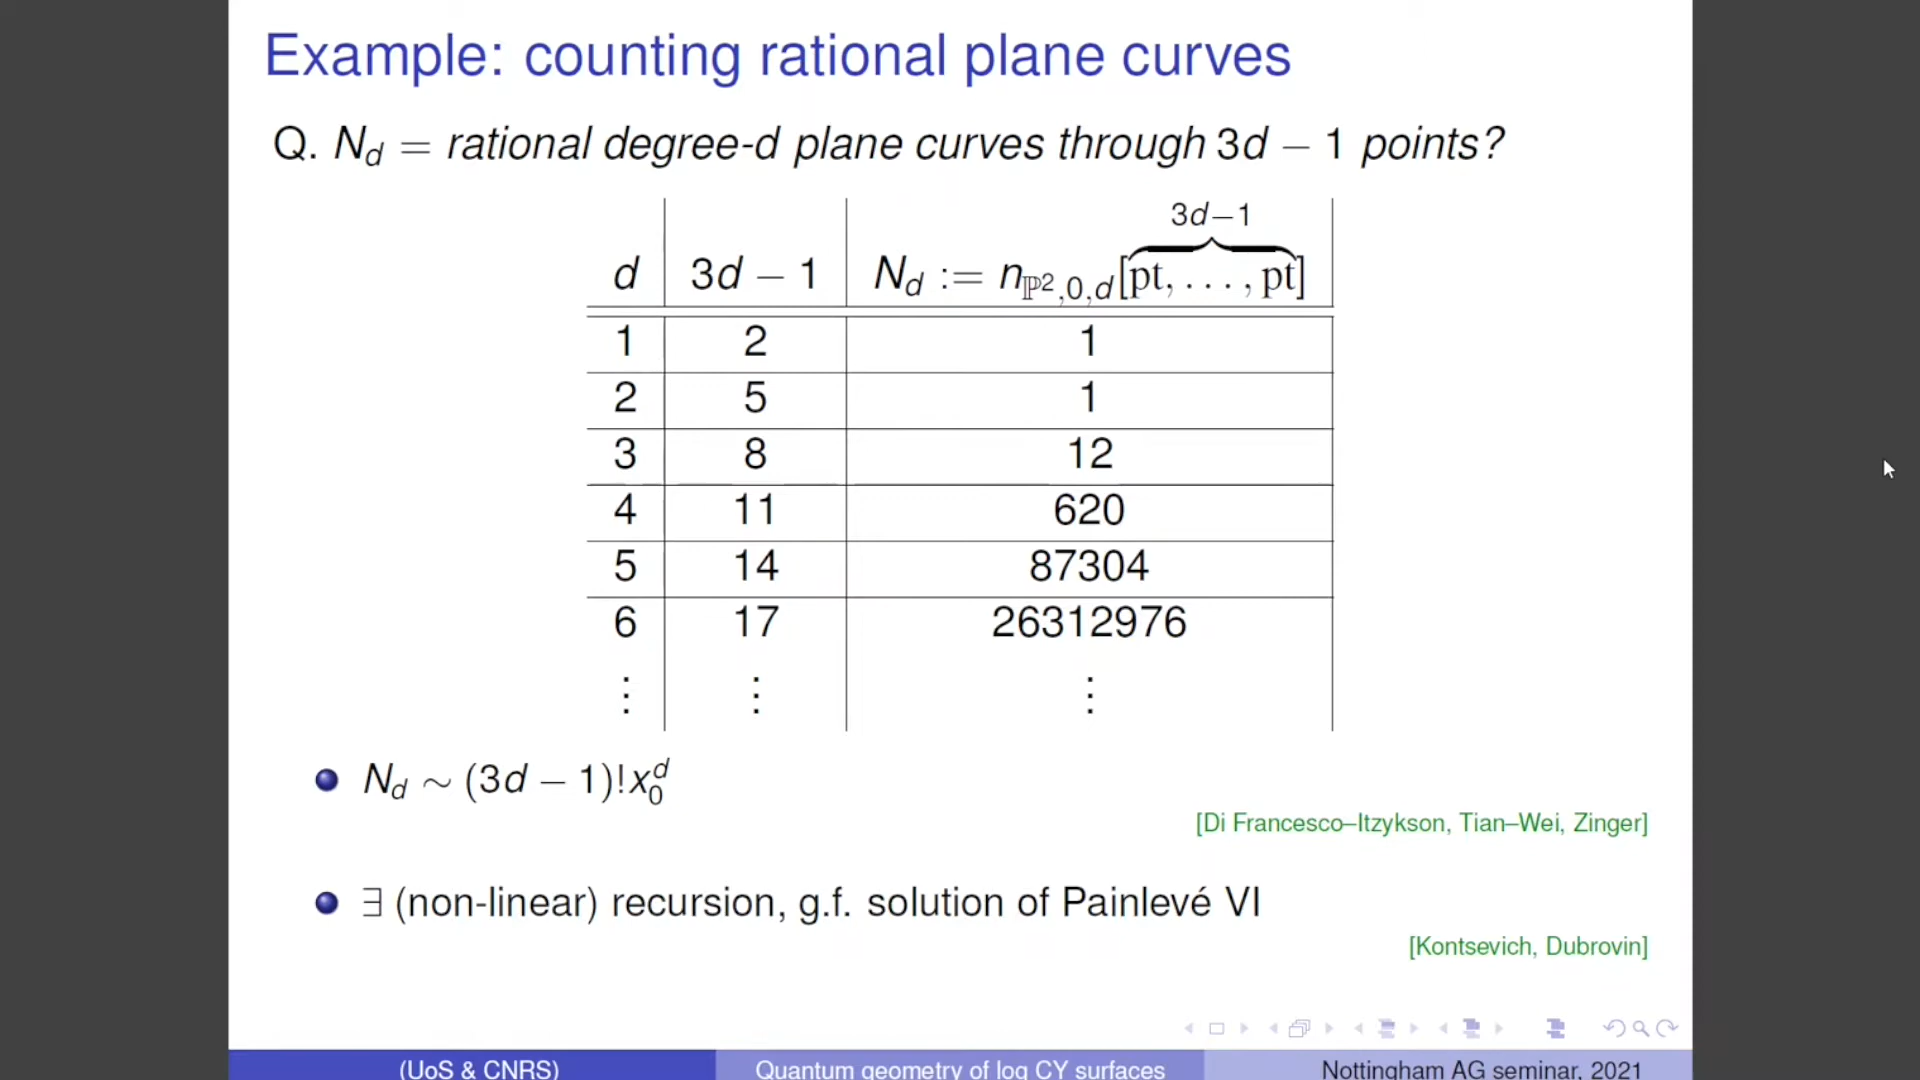 Example: counting rational plane curves
Q. N_d = rational degree-d plane curves through 3d − 1 points?
3d−1
d 3d − 1 N_d := n_{ℙ²,0,d}[pt, . . . , pt]
1 2 1
2 5 1
3 8 12
4 11 620
5 14 87304
6 17 26312976
⋮ ⋮ ⋮
N_d ∼ (3d − 1)!x_0^d
[Di Francesco–Itzykson, Tian–Wei, Zinger]
∃ (non-linear) recursion, g.f. solution of Painlevé VI
[Kontsevich, Dubrovin]
(UoS & CNRS) Quantum geometry of log CY surfaces Nottingham AG seminar, 2021